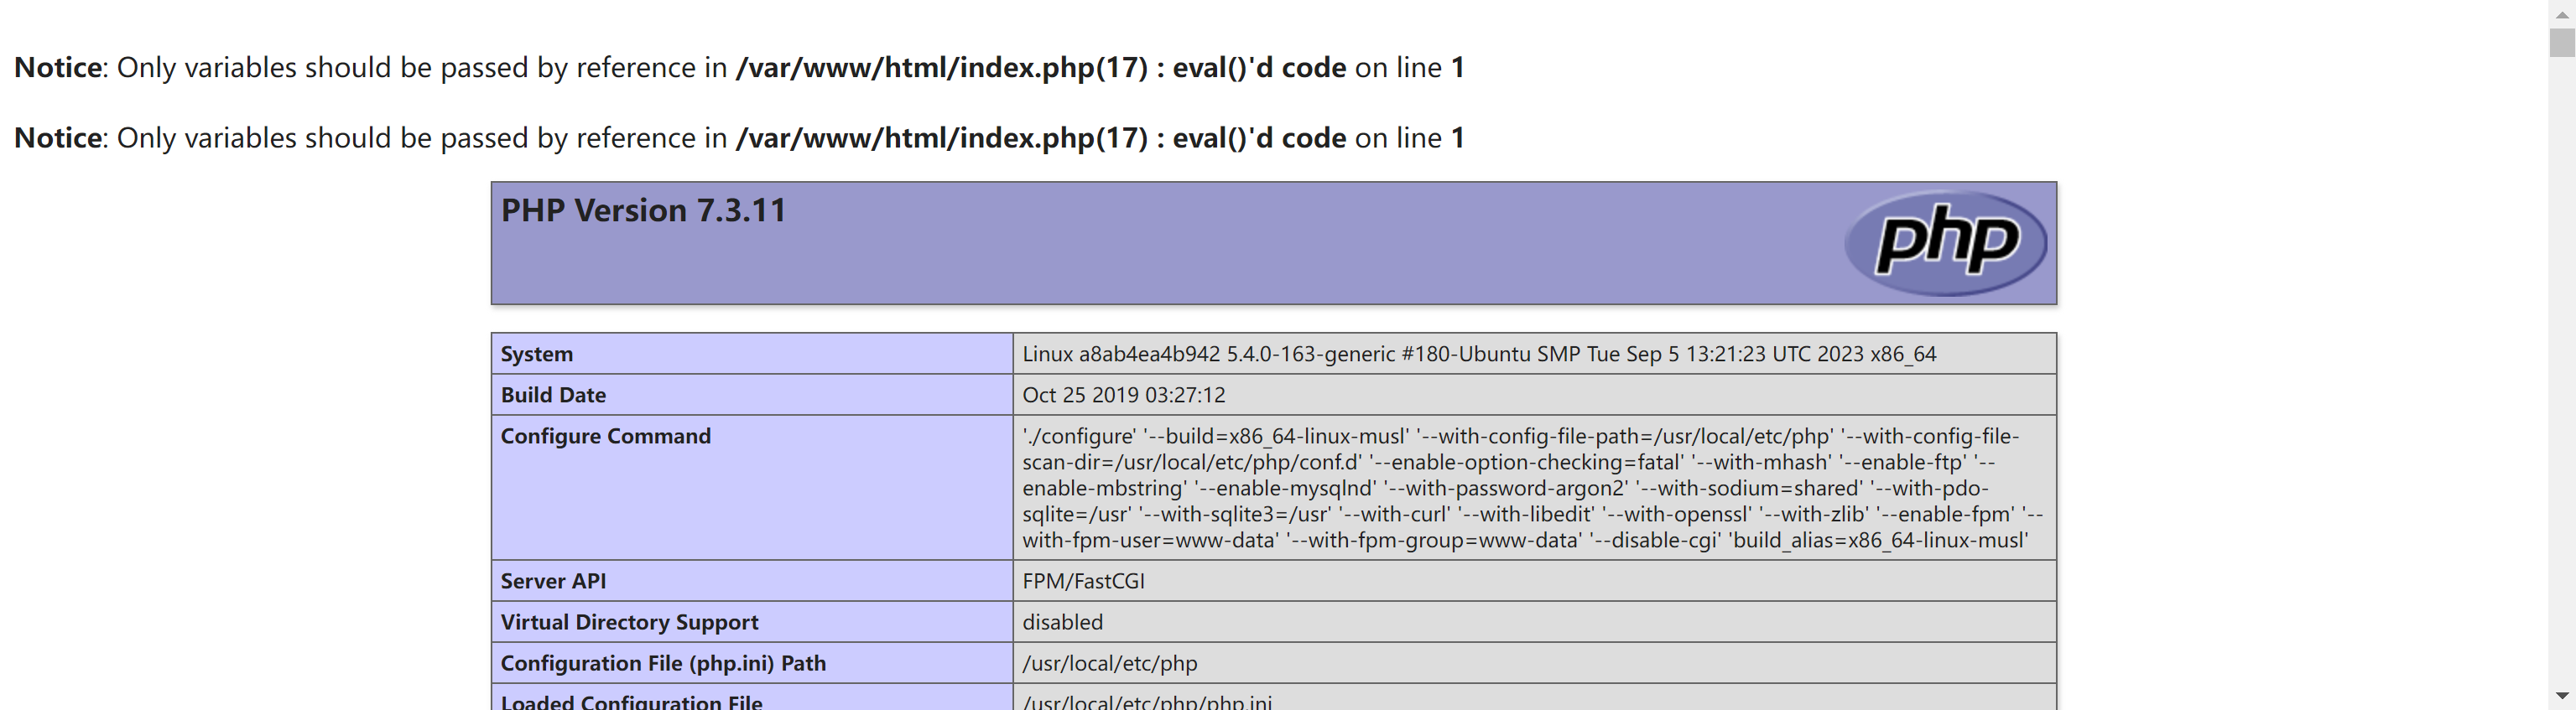 Notice: Only variables should be passed by reference in /var/www/html/index.php(17) : eval()'d code on line 1
Notice: Only variables should be passed by reference in /var/www/html/index.php(17) : eval()'d code on line 1
PHP Version 7.3.11
php
System Linux a8ab4ea4b942 5.4.0-163-generic #180-Ubuntu SMP Tue Sep 5 13:21:23 UTC 2023 x86_64
Build Date Oct 25 2019 03:27:12
Configure Command './configure' '--build=x86_64-linux-musl' '--with-config-file-path=/usr/local/etc/php' '--with-config-file-
scan-dir=/usr/local/etc/php/conf.d' '--enable-option-checking=fatal' '--with-mhash' '--enable-ftp' '--
enable-mbstring' '--enable-mysqlnd' '--with-password-argon2' '--with-sodium=shared' '--with-pdo-
sqlite=/usr' '--with-sqlite3=/usr' '--with-curl' '--with-libedit' '--with-openssl' '--with-zlib' '--enable-fpm' '--
with-fpm-user=www-data' '--with-fpm-group=www-data' '--disable-cgi' 'build_alias=x86_64-linux-musl'
Server API FPM/FastCGI
Virtual Directory Support disabled
Configuration File (php.ini) Path /usr/local/etc/php
Loaded Configuration File /usr/local/etc/php/php.ini